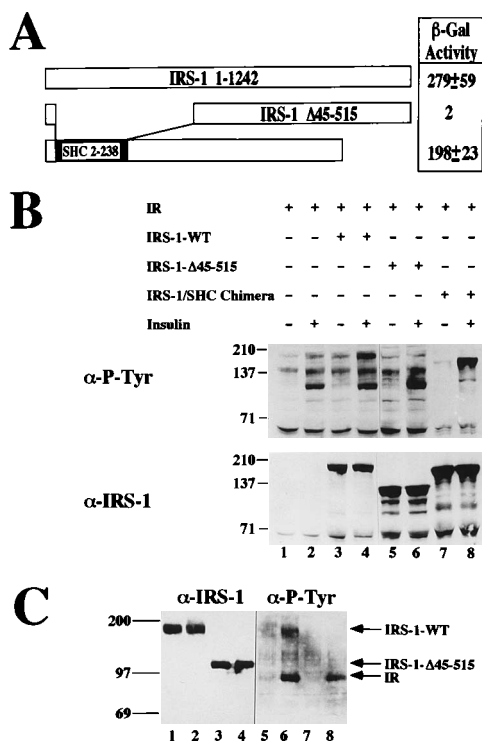 A
β-Gal
Activity
IRS-1 1-1242
279±59
IRS-1 Δ45-515
2
SHC 2-238
198±23
B
IR + + + + + + + +
IRS-1-WT – – + + – – – –
IRS-1-Δ45-515 – – – – + + – –
IRS-1/SHC Chimera – – – – – – + +
Insulin – + – + – + – +
α-P-Tyr
210
137
71
α-IRS-1
210
137
71
1 2 3 4 5 6 7 8
C
α-IRS-1 α-P-Tyr
200
IRS-1-WT
IRS-1-Δ45-515
97
IR
69
1 2 3 4 5 6 7 8